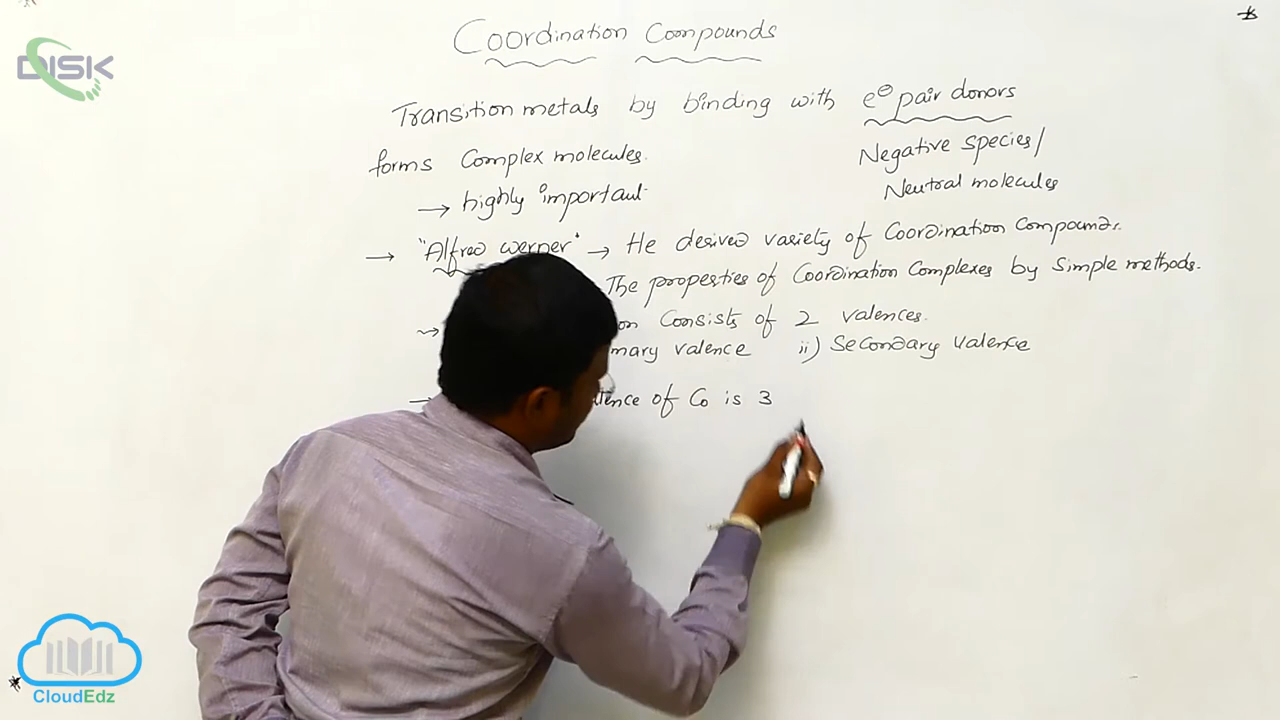 DISK
Coordination Compounds
Transition metals by binding with e⊖ pair donors
Negative species/
forms Complex molecules.
Neutral molecules
→ highly important
→ "Alfred werner" → He desired variety of Coordination Compounds.
The properties of Coordination Complexes by Simple methods.
Consists of 2 valences.
valence ii) Secondary valence
of Co is 3
CloudEdz